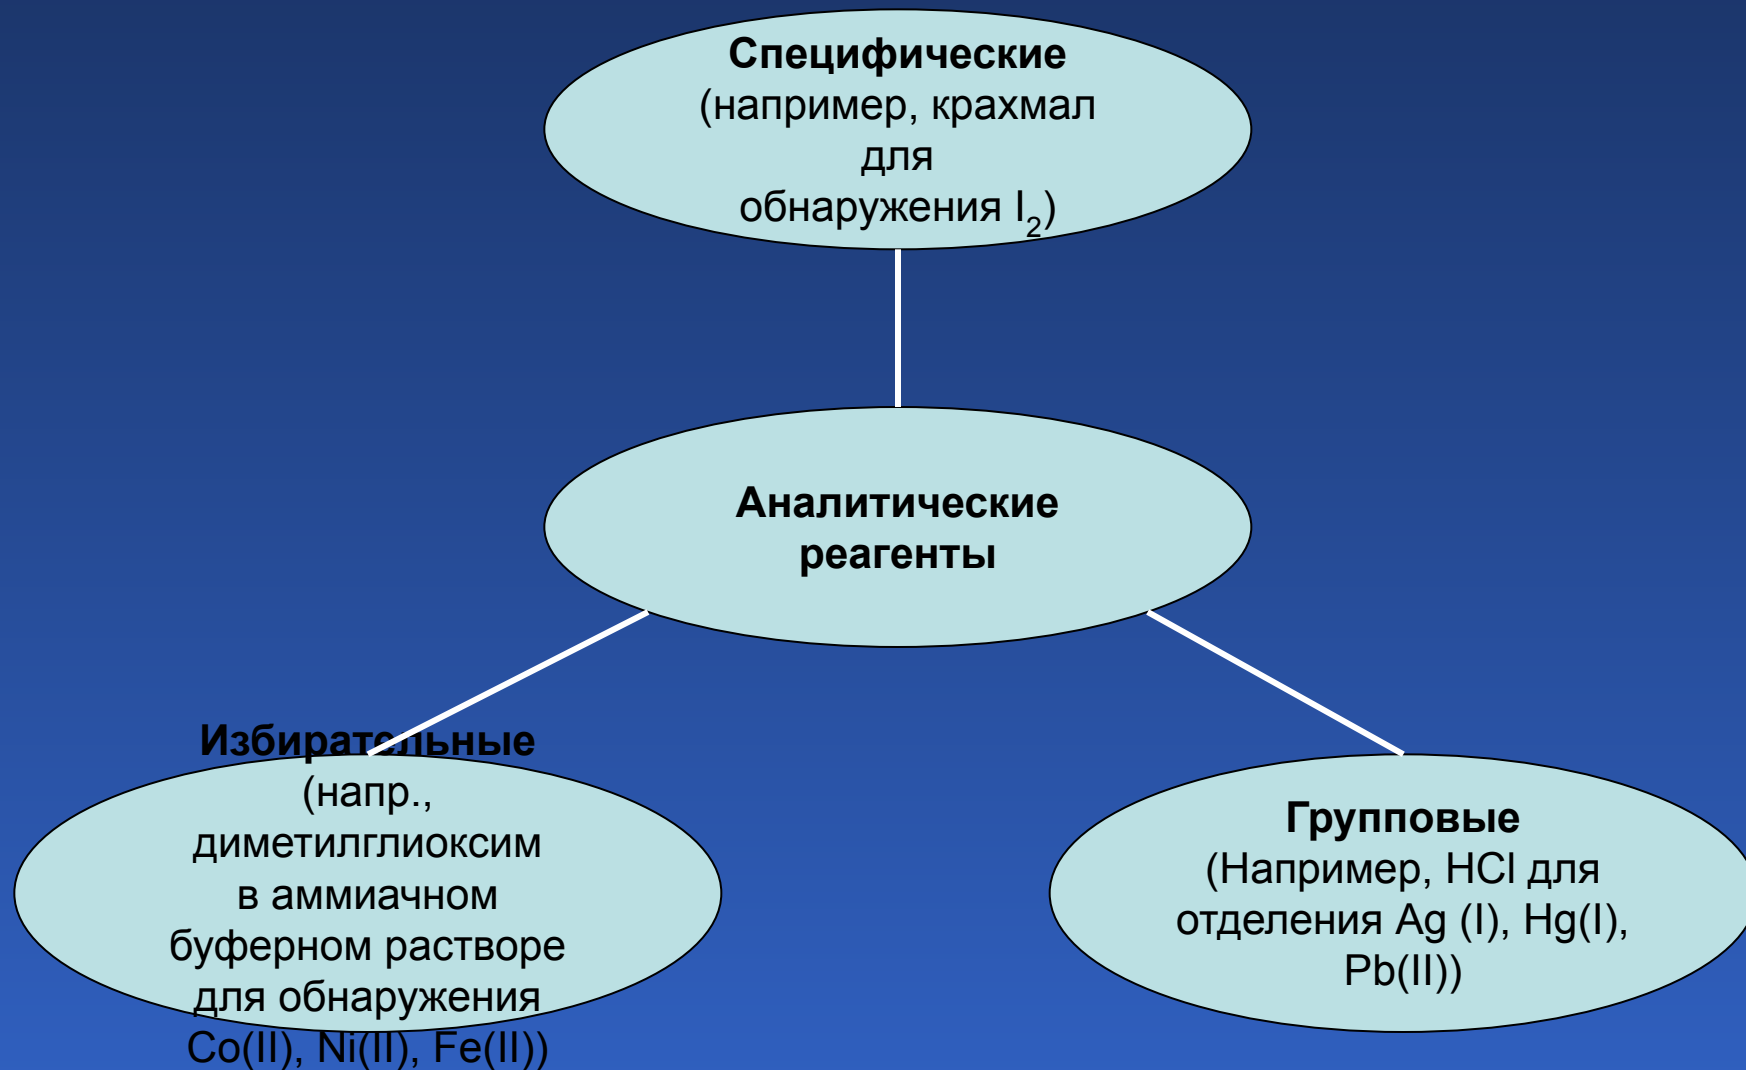 Специфические
(например, крахмал
для
обнаружения I₂)
Аналитические
реагенты
Избирательные
(напр.,
диметилглиоксим
в аммиачном
буферном растворе
для обнаружения
Co(II), Ni(II), Fe(II))
Групповые
(Например, HCl для
отделения Ag (I), Hg(I),
Pb(II))